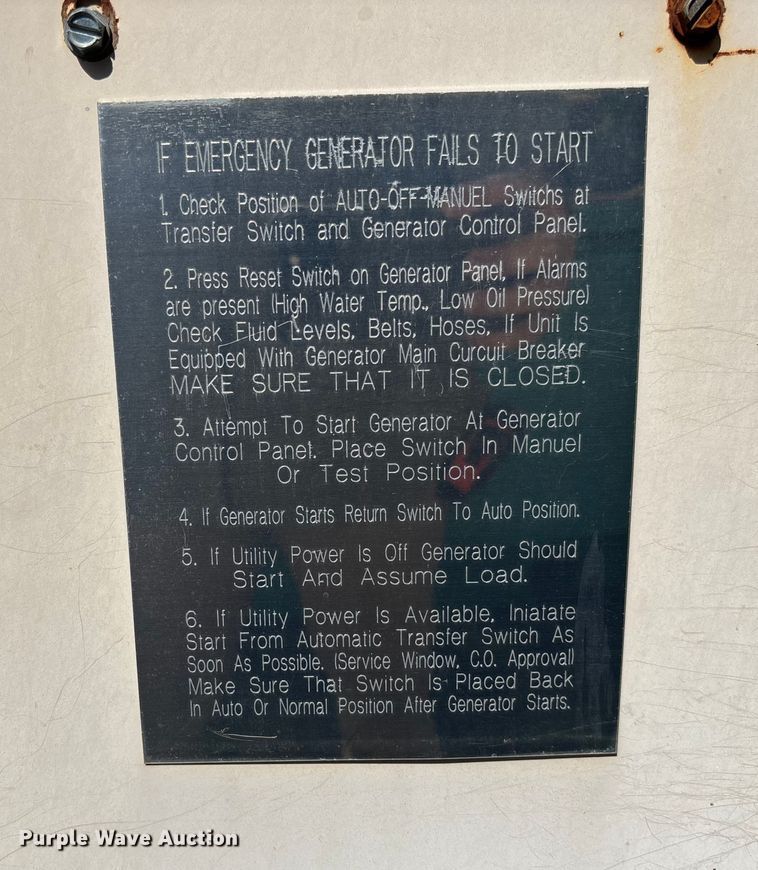 IF EMERGENCY GENERATOR FAILS TO START
1. Check Position of AUTO-OFF-MANUEL Switchs at
Transfer Switch and Generator Control Panel.
2. Press Reset Switch on Generator Panel, If Alarms
are present (High Water Temp., Low Oil Pressure)
Check Fluid Levels, Belts, Hoses, If Unit Is
Equipped With Generator Main Curcuit Breaker
MAKE SURE THAT IT IS CLOSED.
3. Attempt To Start Generator At Generator
Control Panel. Place Switch In Manuel
Or Test Position.
4. If Generator Starts Return Switch To Auto Position.
5. If Utility Power Is Off Generator Should
Start And Assume Load.
6. If Utility Power Is Available, Iniatate
Start From Automatic Transfer Switch As
Soon As Possible. (Service Window, C.O. Approval)
Make Sure That Switch Is Placed Back
In Auto Or Normal Position After Generator Starts.
Purple Wave Auction